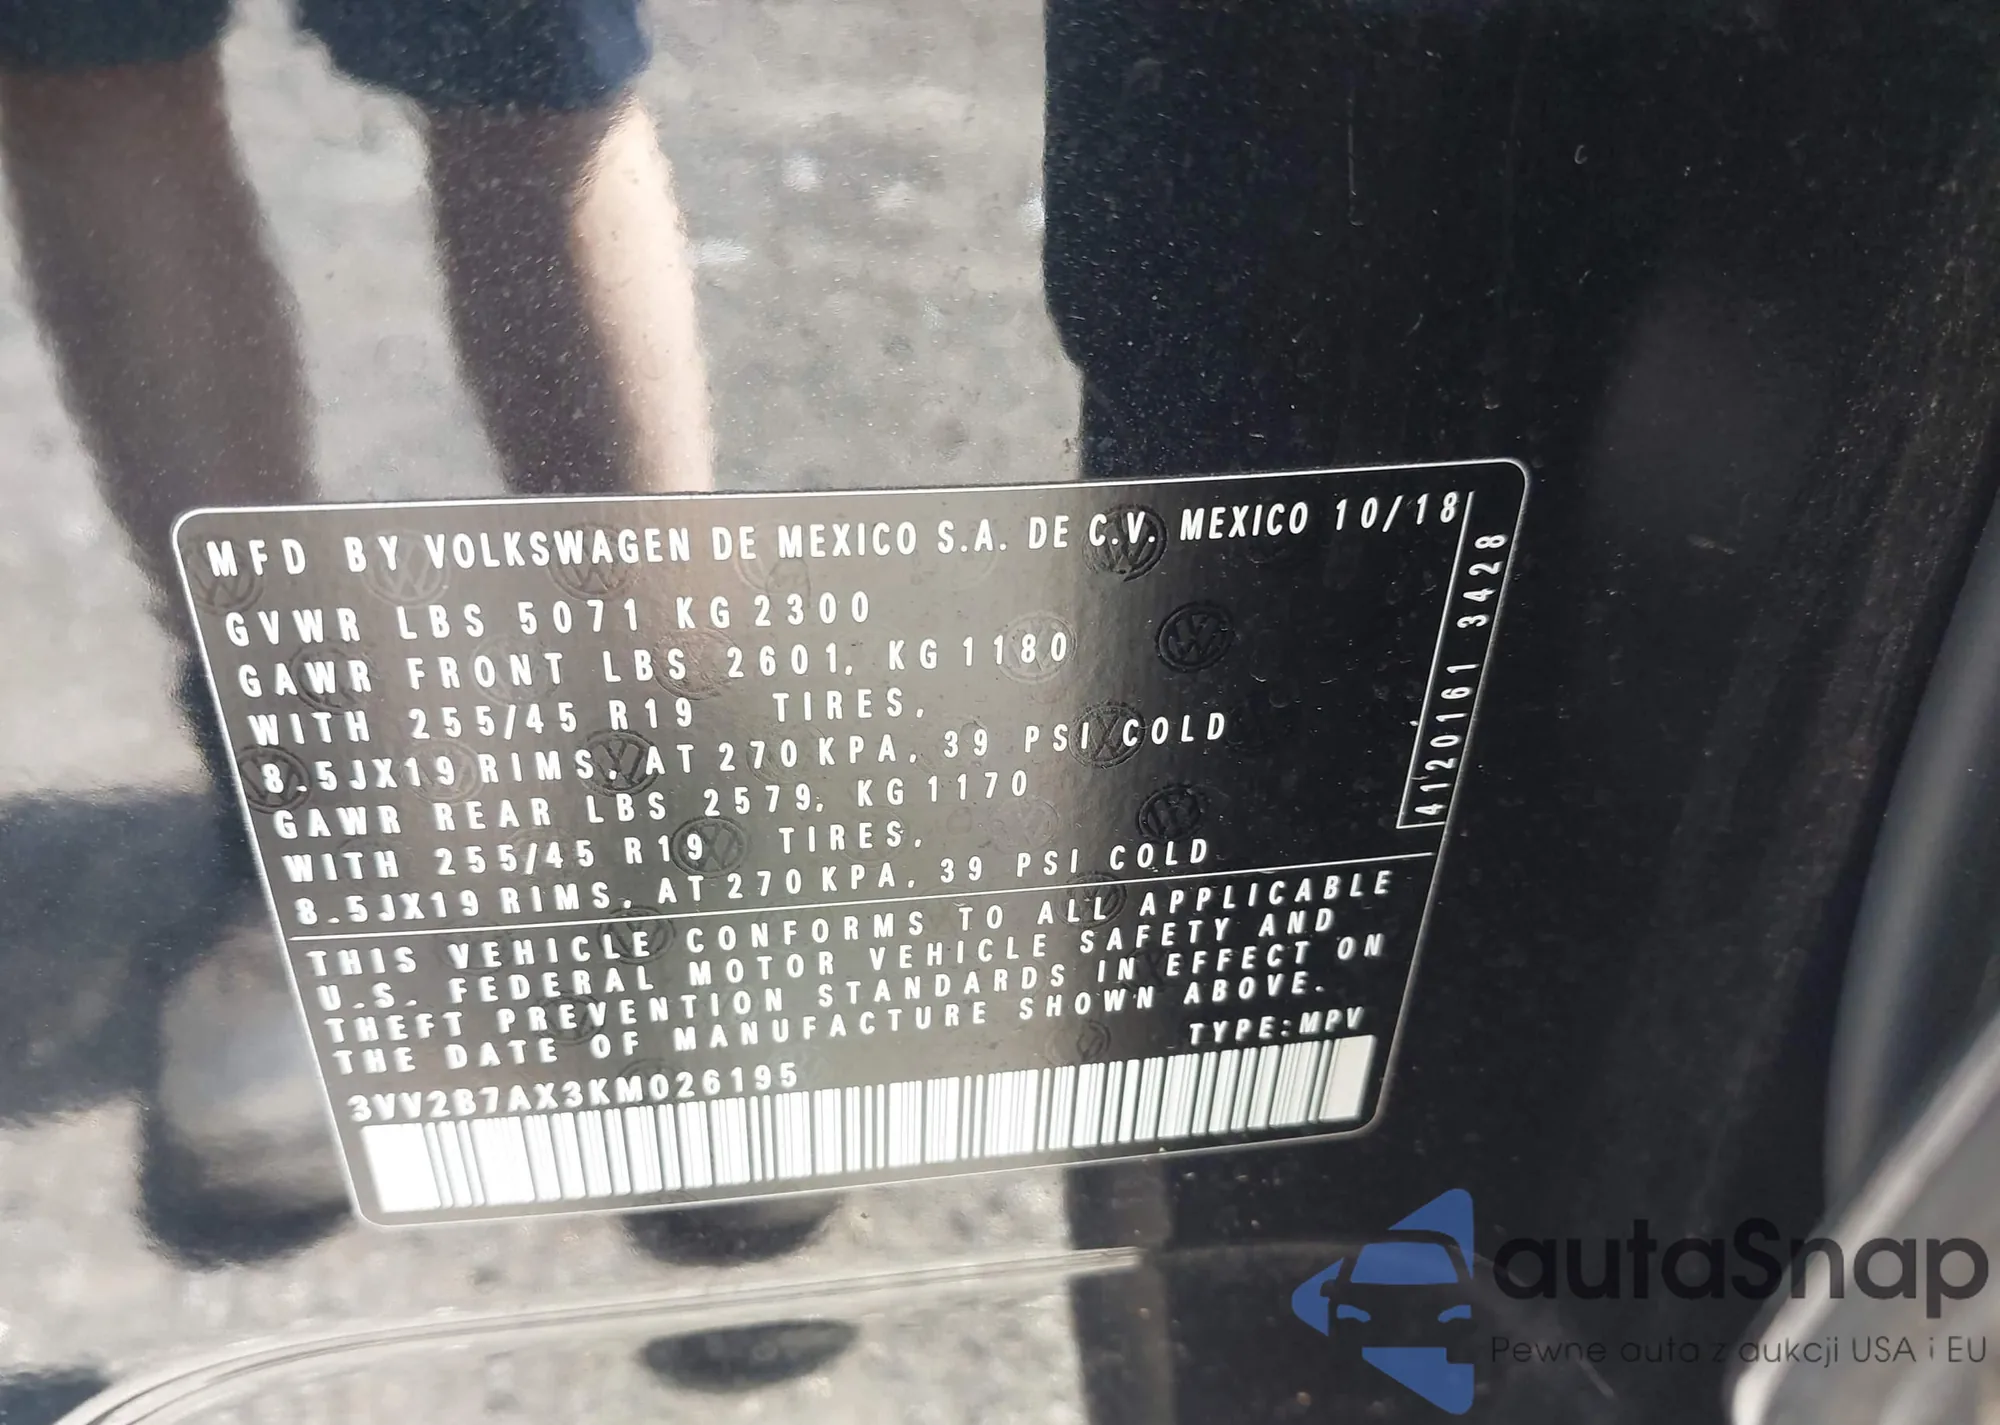 MFD BY VOLKSWAGEN DE MEXICO S.A. DE C.V. MEXICO 10/18
GVWR LBS 5071 KG 2300
GAWR FRONT LBS 2601, KG 1180
WITH 255/45 R19 TIRES,
8.5JX19 RIMS, AT 270 KPA, 39 PSI COLD
GAWR REAR LBS 2579, KG 1170
WITH 255/45 R19 TIRES,
8.5JX19 RIMS, AT 270 KPA, 39 PSI COLD
4120161 3428
THIS VEHICLE CONFORMS TO ALL APPLICABLE
U.S. FEDERAL MOTOR VEHICLE SAFETY AND
THEFT PREVENTION STANDARDS IN EFFECT ON
THE DATE OF MANUFACTURE SHOWN ABOVE.
TYPE:MPV
3VV2B7AX3KM026195
autaSnap
Pewne auta z aukcji USA i EU